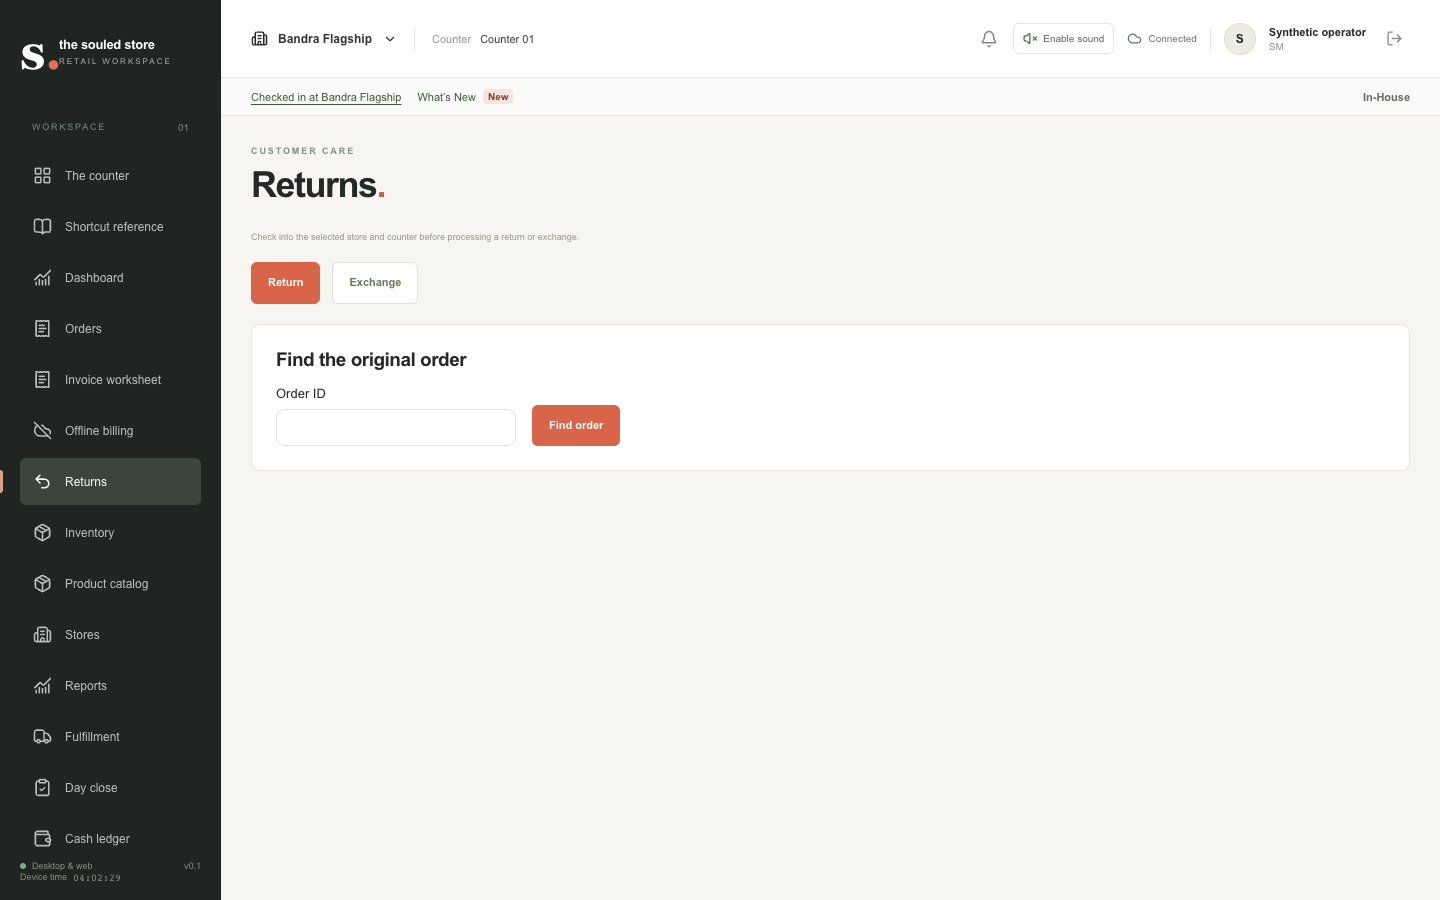 s.
the souled store
RETAIL WORKSPACE
WORKSPACE 01
The counter
Shortcut reference
Dashboard
Orders
Invoice worksheet
Offline billing
Returns
Inventory
Product catalog
Stores
Reports
Fulfillment
Day close
Cash ledger
Desktop & web v0.1
Device time 04:02:29
Bandra Flagship Counter Counter 01
Enable sound Connected S Synthetic operator
SM
Checked in at Bandra Flagship What's New New In-House
CUSTOMER CARE
Returns.
Check into the selected store and counter before processing a return or exchange.
Return Exchange
Find the original order
Order ID
Find order